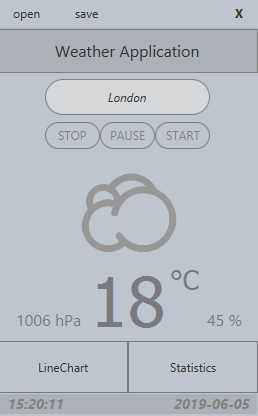 open save X
Weather Application
London
STOP PAUSE START
18 °C
1006 hPa 45 %
LineChart Statistics
15:20:11 2019-06-05